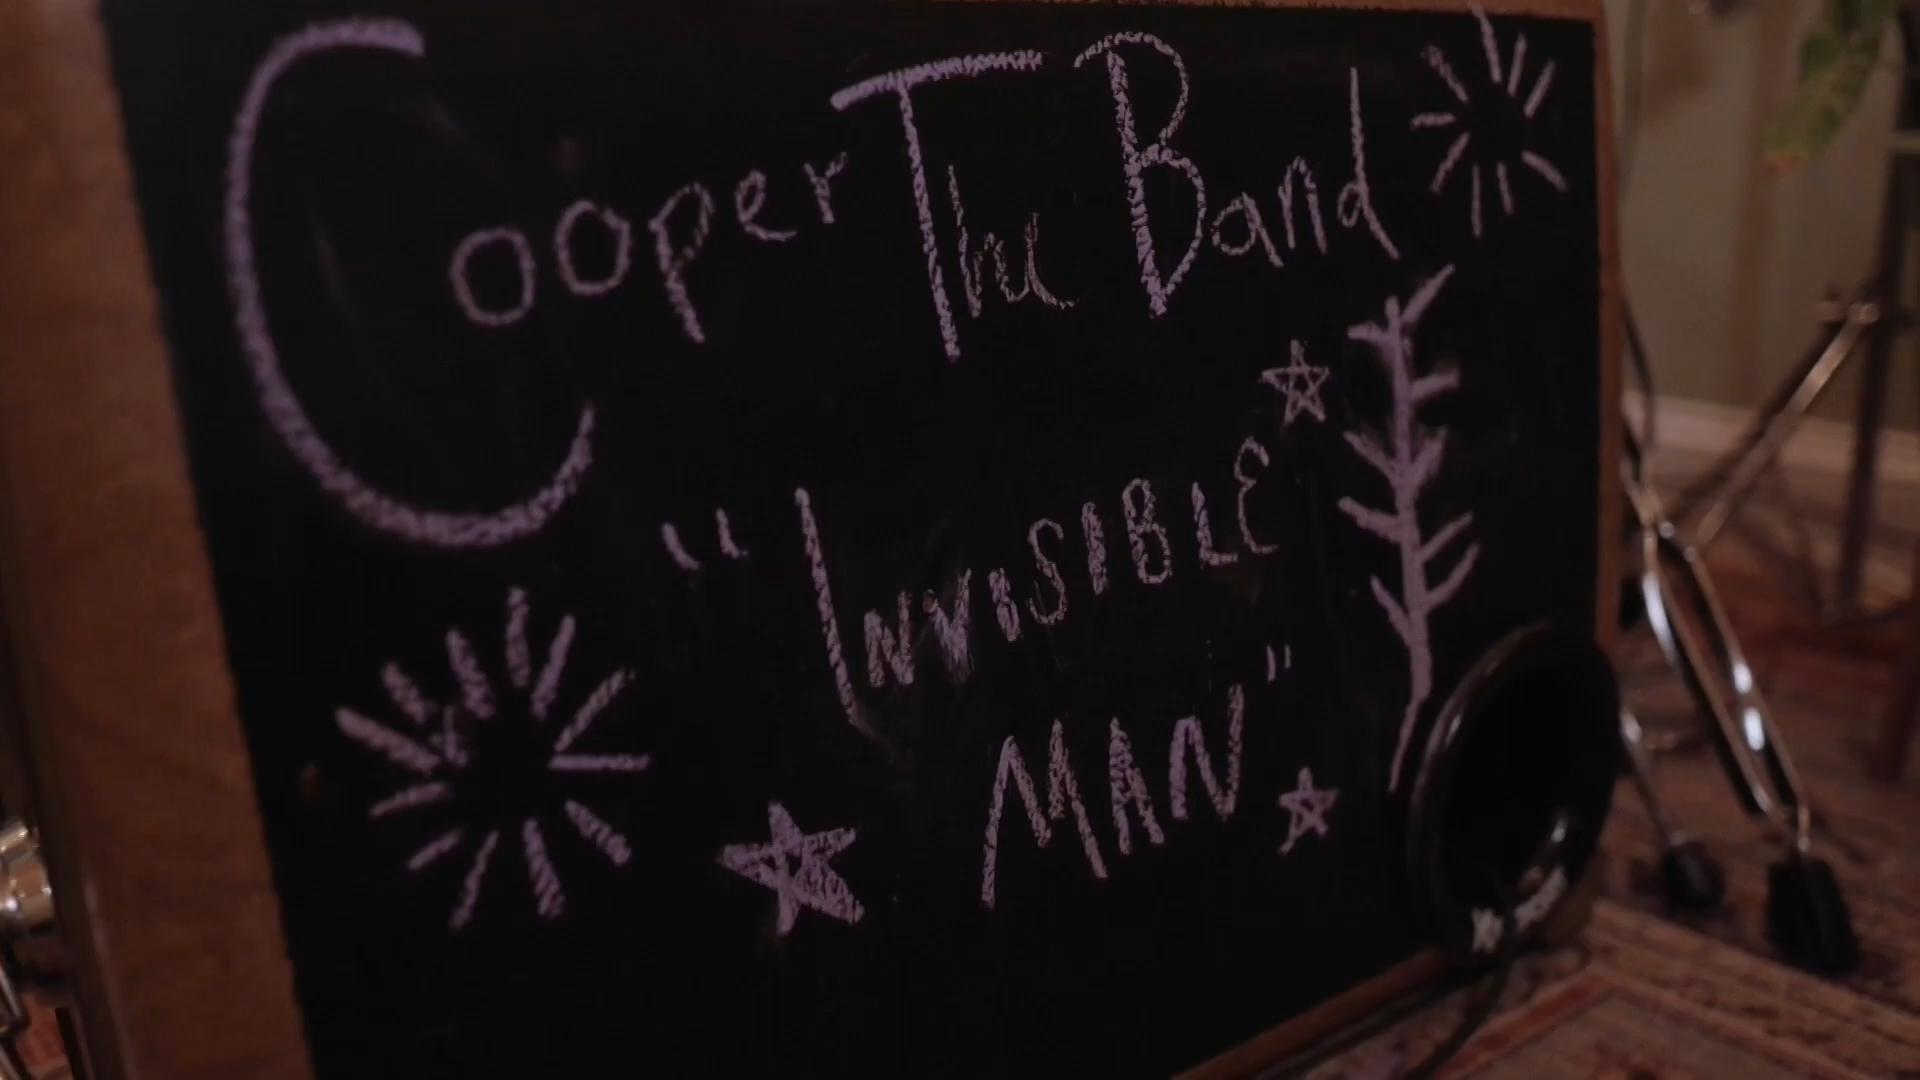 Cooper The Band
"INVISIBLE
MAN"